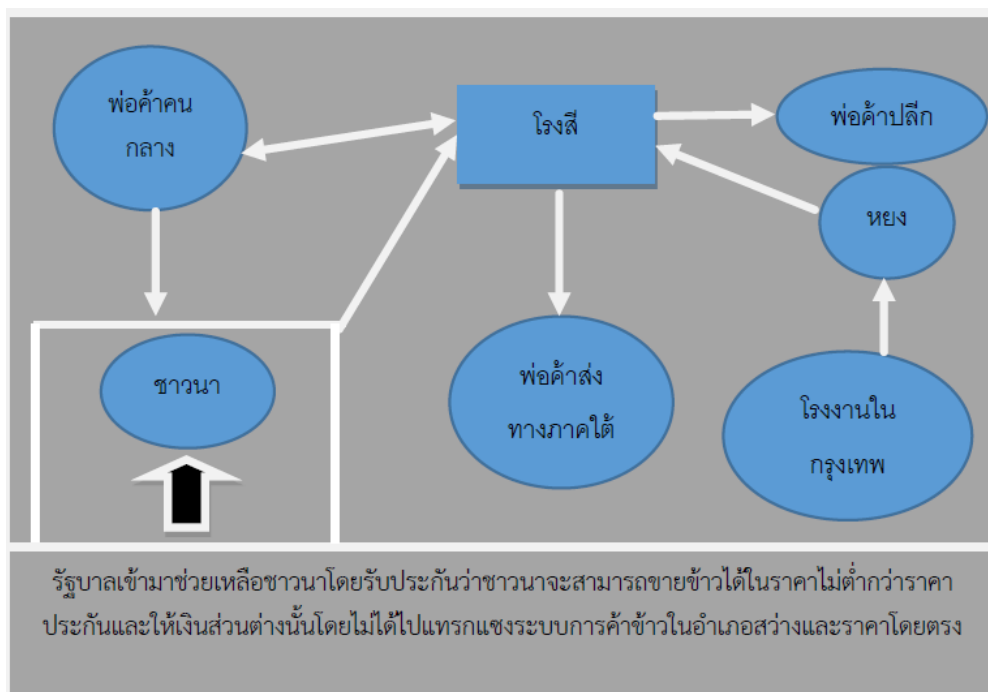 พ่อค้าคน
กลาง
โรงสี
พ่อค้าปลีก
หยง
ชาวนา
พ่อค้าส่ง
ทางภาคใต้
โรงงานใน
กรุงเทพ
รัฐบาลเข้ามาช่วยเหลือชาวนาโดยรับประกันว่าชาวนาจะสามารถขายข้าวได้ในราคาไม่ต่ำกว่าราคา
ประกันและให้เงินส่วนต่างนั้นโดยไม่ได้ไปแทรกแซงระบบการค้าข้าวในอำเภอสว่างและราคาโดยตรง